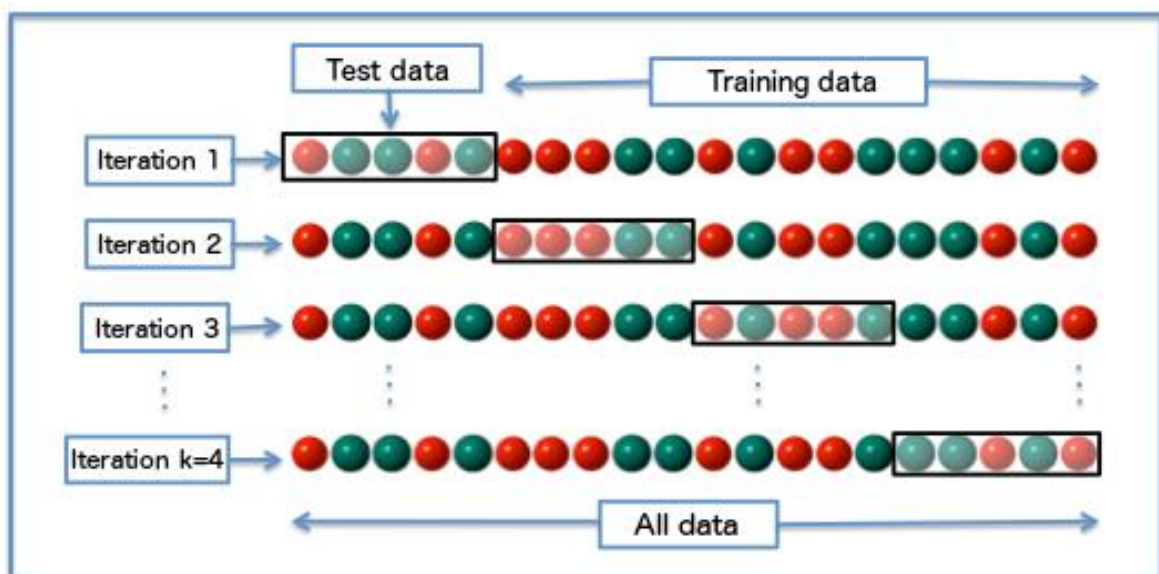 Test data
Training data
Iteration 1
Iteration 2
Iteration 3
Iteration k=4
All data